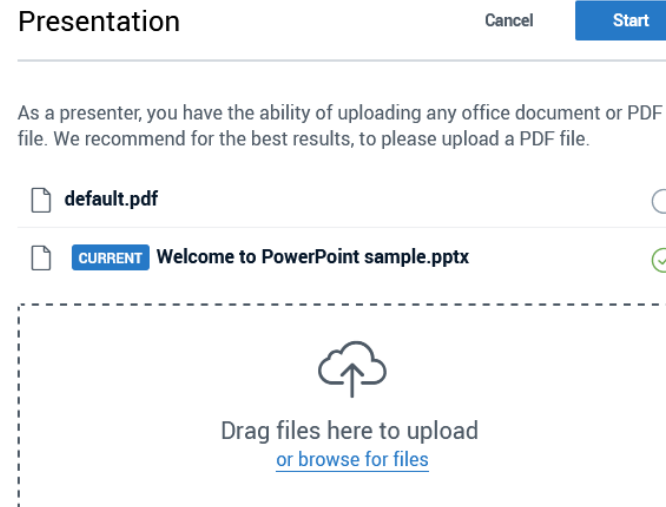 Presentation
Cancel
Start
As a presenter, you have the ability of uploading any office document or PDF
file. We recommend for the best results, to please upload a PDF file.
default.pdf
CURRENT Welcome to PowerPoint sample.pptx
Drag files here to upload
or browse for files